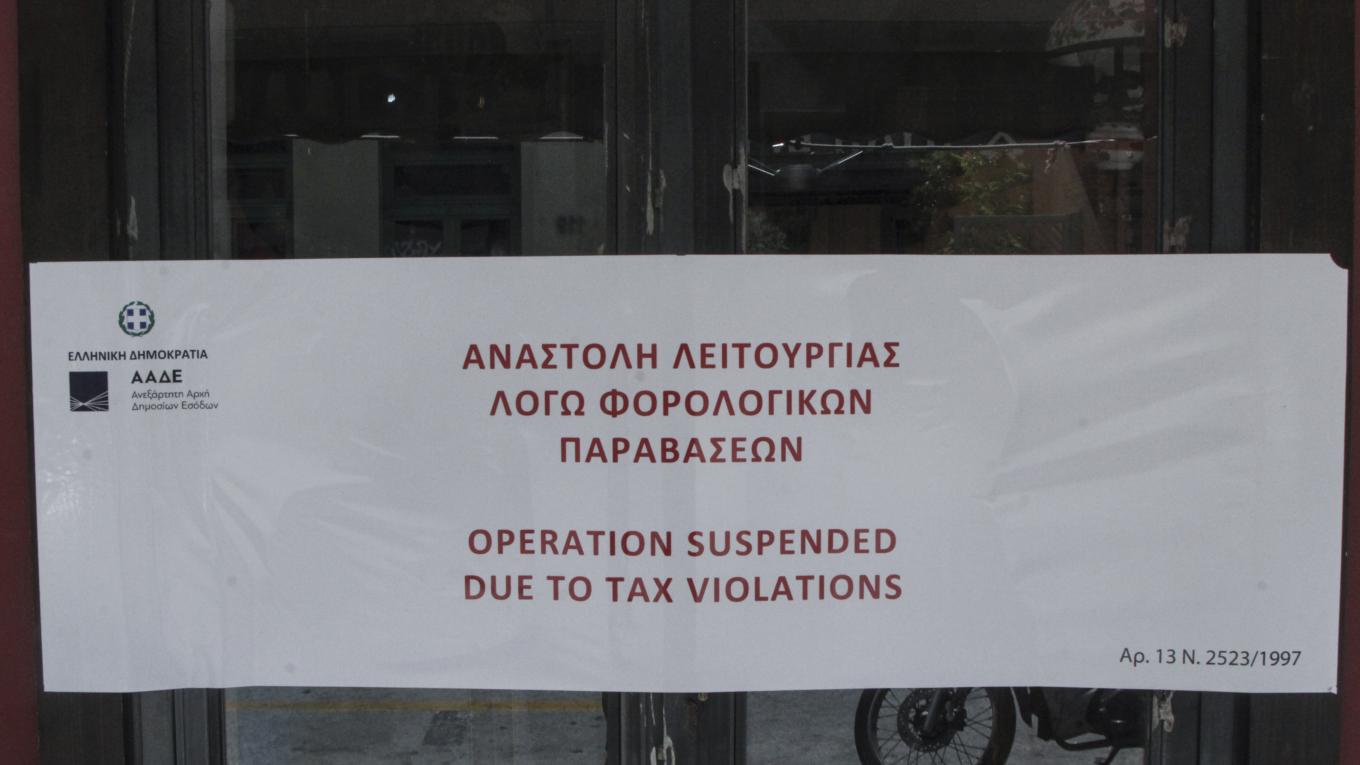 ΕΛΛΗΝΙΚΗ ΔΗΜΟΚΡΑΤΙΑ
ΑΑΔΕ
Ανεξάρτητη Αρχή
Δημοσίων Εσόδων
ΑΝΑΣΤΟΛΗ ΛΕΙΤΟΥΡΓΙΑΣ
ΛΟΓΩ ΦΟΡΟΛΟΓΙΚΩΝ
ΠΑΡΑΒΑΣΕΩΝ
OPERATION SUSPENDED
DUE TO TAX VIOLATIONS
Αρ. 13 Ν. 2523/1997